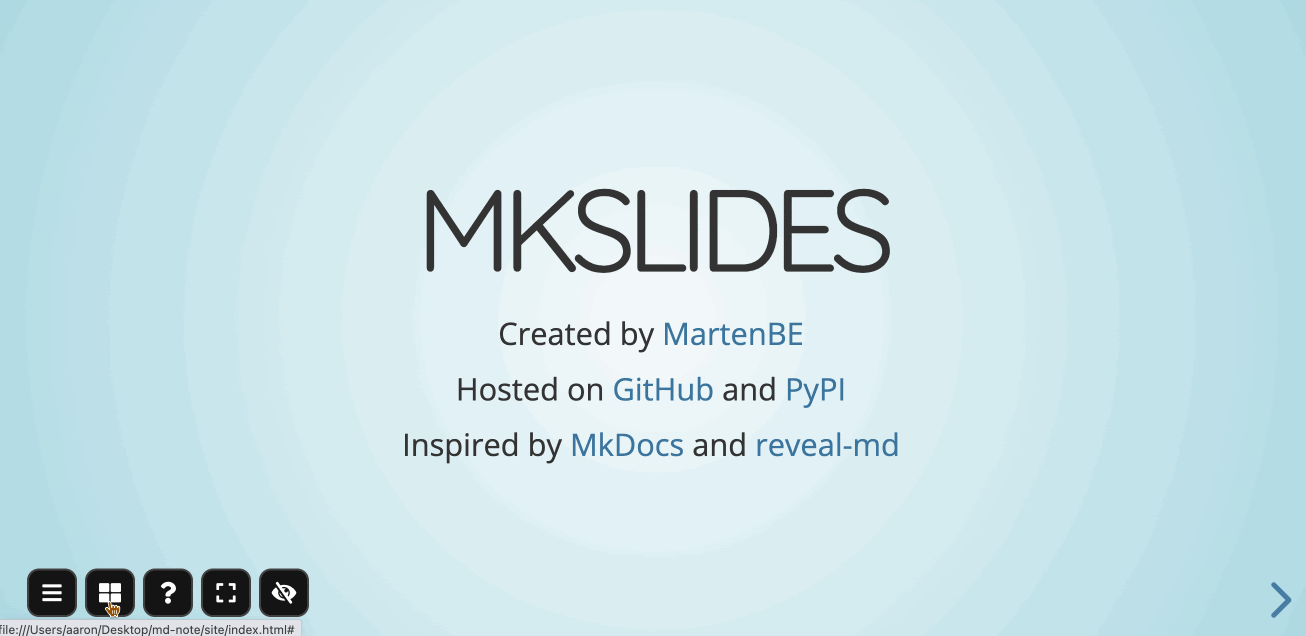 MKSLIDES
Created by MartenBE
Hosted on GitHub and PyPI
Inspired by MkDocs and reveal-md
?
file:///Users/aaron/Desktop/md-note/site/index.html#